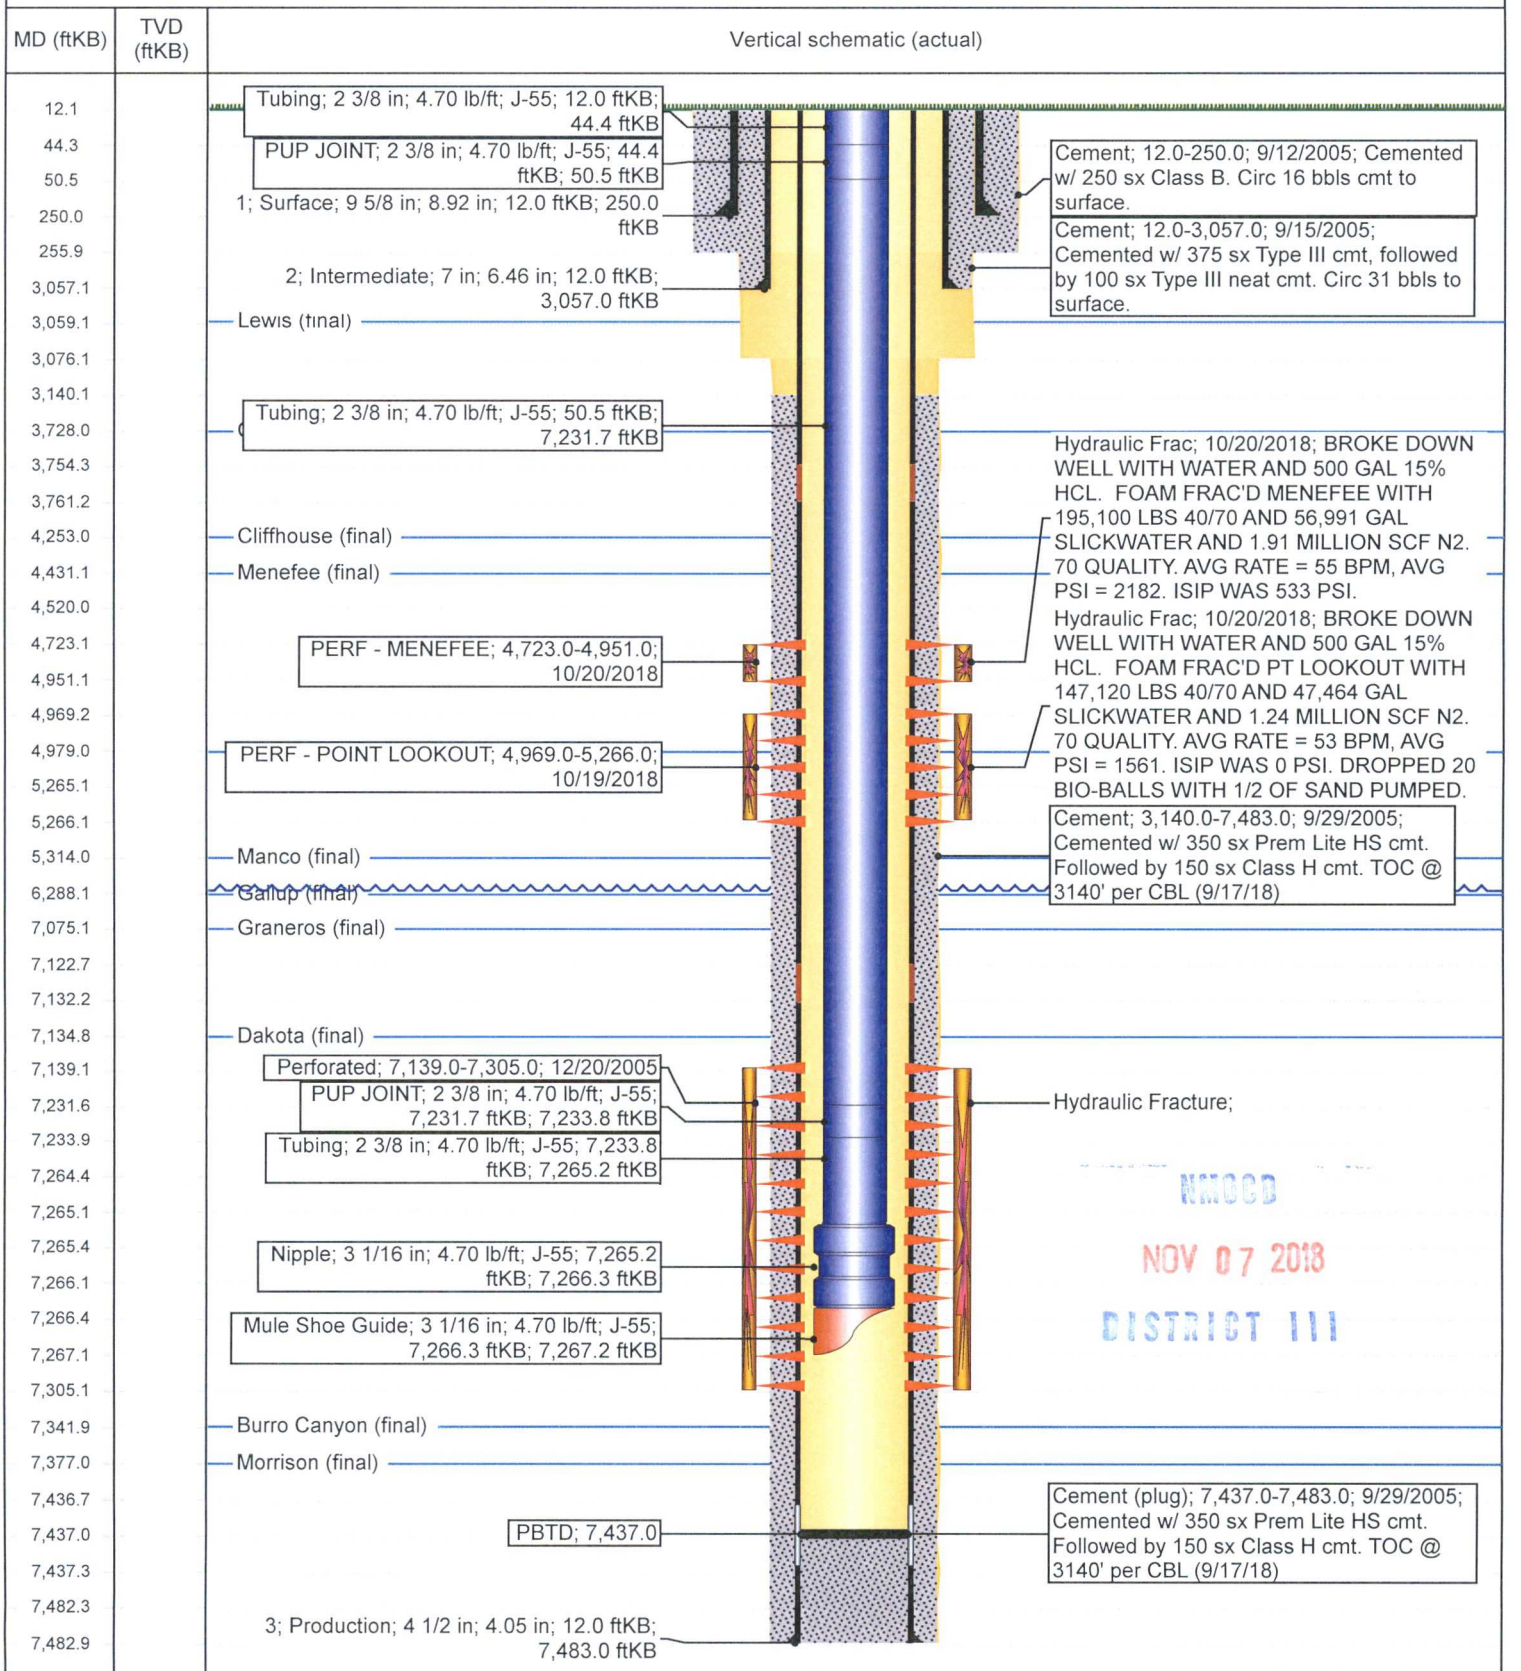 MD (ftKB)
TVD
(ftKB)
Vertical schematic (actual)
12.1
44.3
50.5
250.0
255.9
3,057.1
3,059.1
3,076.1
3,140.1
3,728.0
3,754.3
3,761.2
4,253.0
4,431.1
4,520.0
4,723.1
4,951.1
4,969.2
4,979.0
5,265.1
5,266.1
5,314.0
6,288.1
7,075.1
7,122.7
7,132.2
7,134.8
7,139.1
7,231.6
7,233.9
7,264.4
7,265.1
7,265.4
7,266.1
7,266.4
7,267.1
7,305.1
7,341.9
7,377.0
7,436.7
7,437.0
7,437.3
7,482.3
7,482.9
Tubing; 2 3/8 in; 4.70 lb/ft; J-55; 12.0 ftKB;
44.4 ftKB
PUP JOINT; 2 3/8 in; 4.70 lb/ft; J-55; 44.4
ftKB; 50.5 ftKB
1; Surface; 9 5/8 in; 8.92 in; 12.0 ftKB; 250.0
ftKB
2; Intermediate; 7 in; 6.46 in; 12.0 ftKB;
3,057.0 ftKB
Lewis (final)
Tubing; 2 3/8 in; 4.70 lb/ft; J-55; 50.5 ftKB;
7,231.7 ftKB
Cliffhouse (final)
Menefee (final)
PERF - MENEFEE; 4,723.0-4,951.0;
10/20/2018
PERF - POINT LOOKOUT; 4,969.0-5,266.0;
10/19/2018
Manco (final)
Gallup (final)
Graneros (final)
Dakota (final)
Perforated; 7,139.0-7,305.0; 12/20/2005
PUP JOINT; 2 3/8 in; 4.70 lb/ft; J-55;
7,231.7 ftKB; 7,233.8 ftKB
Tubing; 2 3/8 in; 4.70 lb/ft; J-55; 7,233.8
ftKB; 7,265.2 ftKB
Nipple; 3 1/16 in; 4.70 lb/ft; J-55; 7,265.2
ftKB; 7,266.3 ftKB
Mule Shoe Guide; 3 1/16 in; 4.70 lb/ft; J-55;
7,266.3 ftKB; 7,267.2 ftKB
Burro Canyon (final)
Morrison (final)
PBTD; 7,437.0
3; Production; 4 1/2 in; 4.05 in; 12.0 ftKB;
7,483.0 ftKB
Cement; 12.0-250.0; 9/12/2005; Cemented
w/ 250 sx Class B. Circ 16 bbls cmt to
surface.
Cement; 12.0-3,057.0; 9/15/2005;
Cemented w/ 375 sx Type III cmt, followed
by 100 sx Type III neat cmt. Circ 31 bbls to
surface.
Hydraulic Frac; 10/20/2018; BROKE DOWN
WELL WITH WATER AND 500 GAL 15%
HCL. FOAM FRAC'D MENEFEE WITH
195,100 LBS 40/70 AND 56,991 GAL
SLICKWATER AND 1.91 MILLION SCF N2.
70 QUALITY. AVG RATE = 55 BPM, AVG
PSI = 2182. ISIP WAS 533 PSI.
Hydraulic Frac; 10/20/2018; BROKE DOWN
WELL WITH WATER AND 500 GAL 15%
HCL. FOAM FRAC'D PT LOOKOUT WITH
147,120 LBS 40/70 AND 47,464 GAL
SLICKWATER AND 1.24 MILLION SCF N2.
70 QUALITY. AVG RATE = 53 BPM, AVG
PSI = 1561. ISIP WAS 0 PSI. DROPPED 20
BIO-BALLS WITH 1/2 OF SAND PUMPED.
Cement; 3,140.0-7,483.0; 9/29/2005;
Cemented w/ 350 sx Prem Lite HS cmt.
Followed by 150 sx Class H cmt. TOC @
3140' per CBL (9/17/18)
Hydraulic Fracture;
NMOCD
NOV 07 2018
DISTRICT III
Cement (plug); 7,437.0-7,483.0; 9/29/2005;
Cemented w/ 350 sx Prem Lite HS cmt.
Followed by 150 sx Class H cmt. TOC @
3140' per CBL (9/17/18)